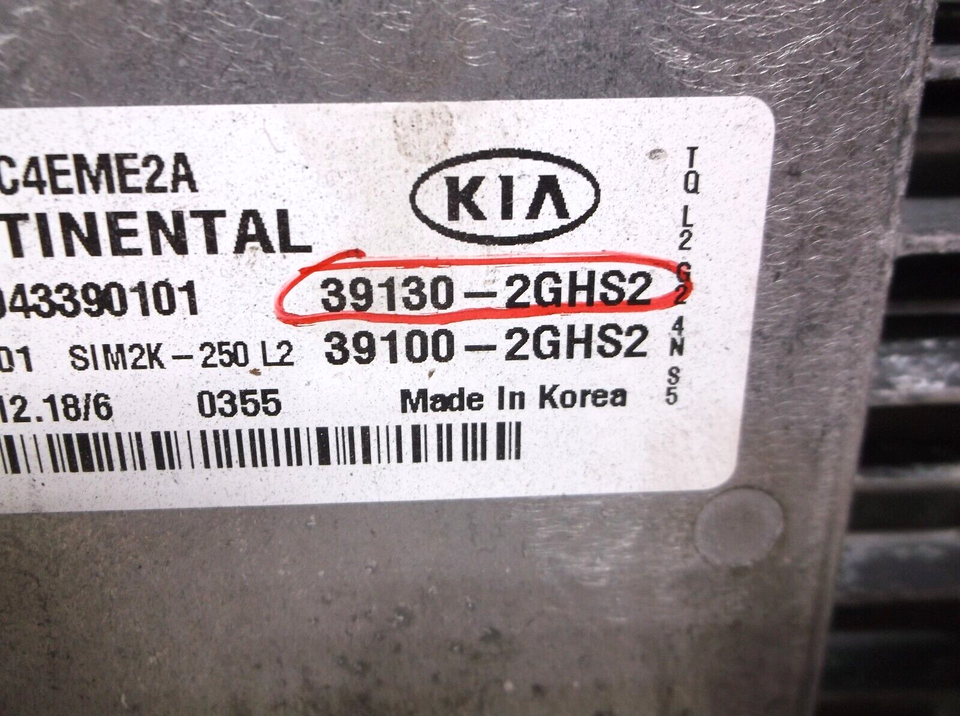 C4EME2A
KIA
TINENTAL
043390101
39130-2GHS2
01 SIM2K-250 L2
39100-2GHS2
12.18/6 0355 Made In Korea
TQ L2 G2 4N S5